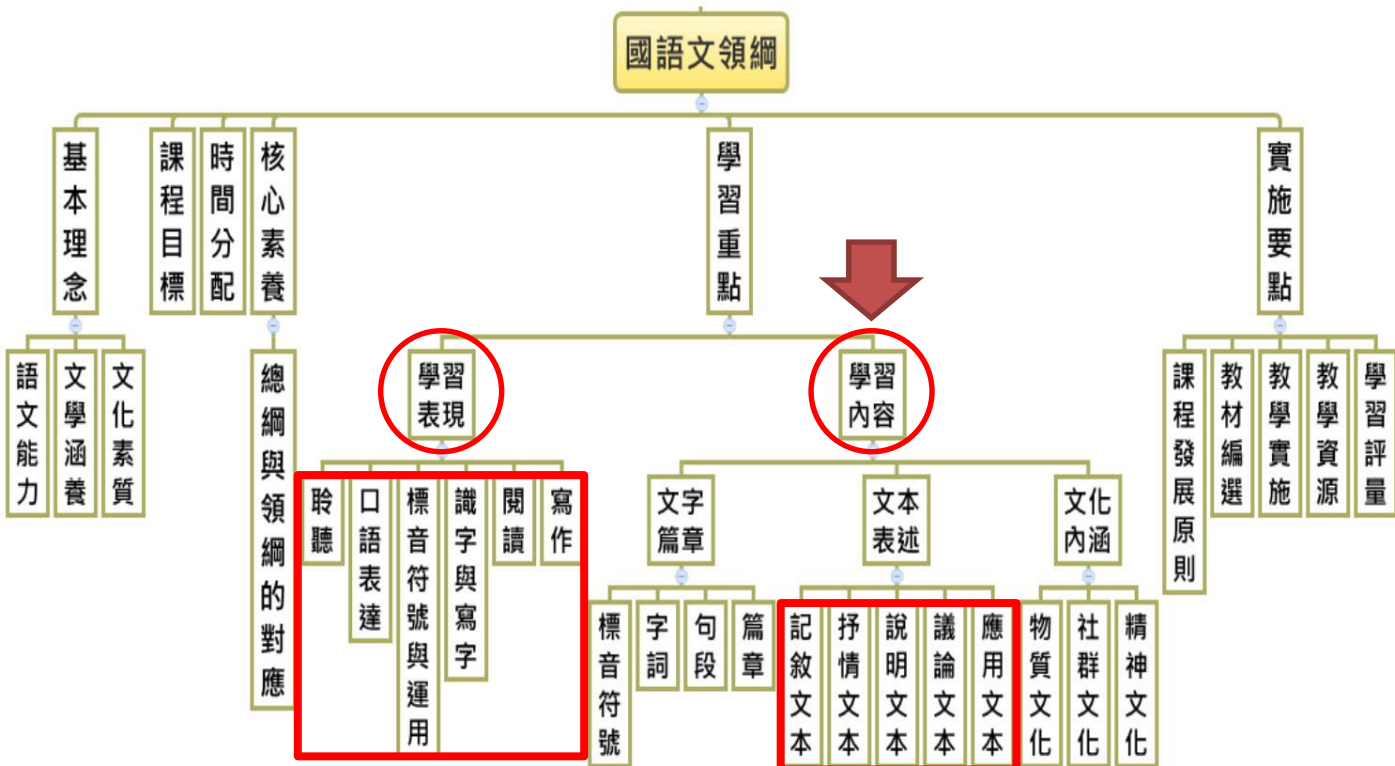 國語文領綱
基本理念
課程目標
時間分配
核心素養
學習重點
實施要點
語文能力
文學涵養
文化素質
總綱與領綱的對應
學習
表現
學習
內容
課程發展原則
教材編選
教學實施
教學資源
學習評量
聆聽
口語表達
標音符號與運用
識字與寫字
閱讀
寫作
文字
篇章
文本
表述
文化
內涵
標音符號
字詞
句段
篇章
記敘文本
抒情文本
說明文本
議論文本
應用文本
物質文化
社群文化
精神文化